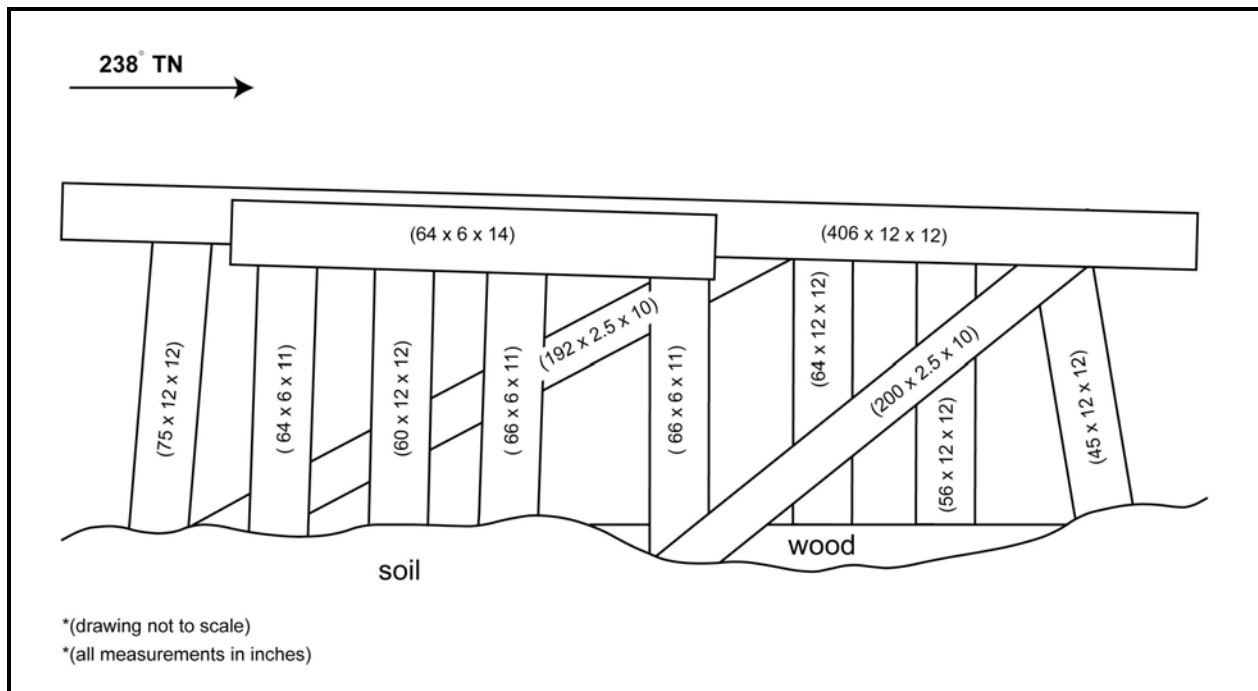 238° TN
(64 x 6 x 14)
(406 x 12 x 12)
(75 x 12 x 12)
( 64 x 6 x 11)
(60 x 12 x 12)
( 66 x 6 x 11)
(192 x 2.5 x 10)
( 66 x 6 x 11)
(64 x 12 x 12)
(200 x 2.5 x 10)
(56 x 12 x 12)
(45 x 12 x 12)
soil
wood
*(drawing not to scale)
*(all measurements in inches)